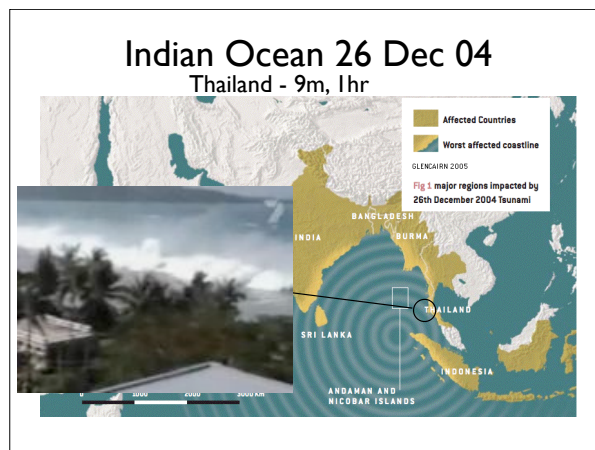 Indian Ocean 26 Dec 04
Thailand - 9m, 1hr
Affected Countries
Worst affected coastline
GLENCAIRN 2005
Fig 1 major regions impacted by
26th December 2004 Tsunami
BANGLADESH
INDIA
BURMA
THAILAND
SRI LANKA
INDONESIA
ANDAMAN AND
NICOBAR ISLANDS
0 1000 2000 3000 KM